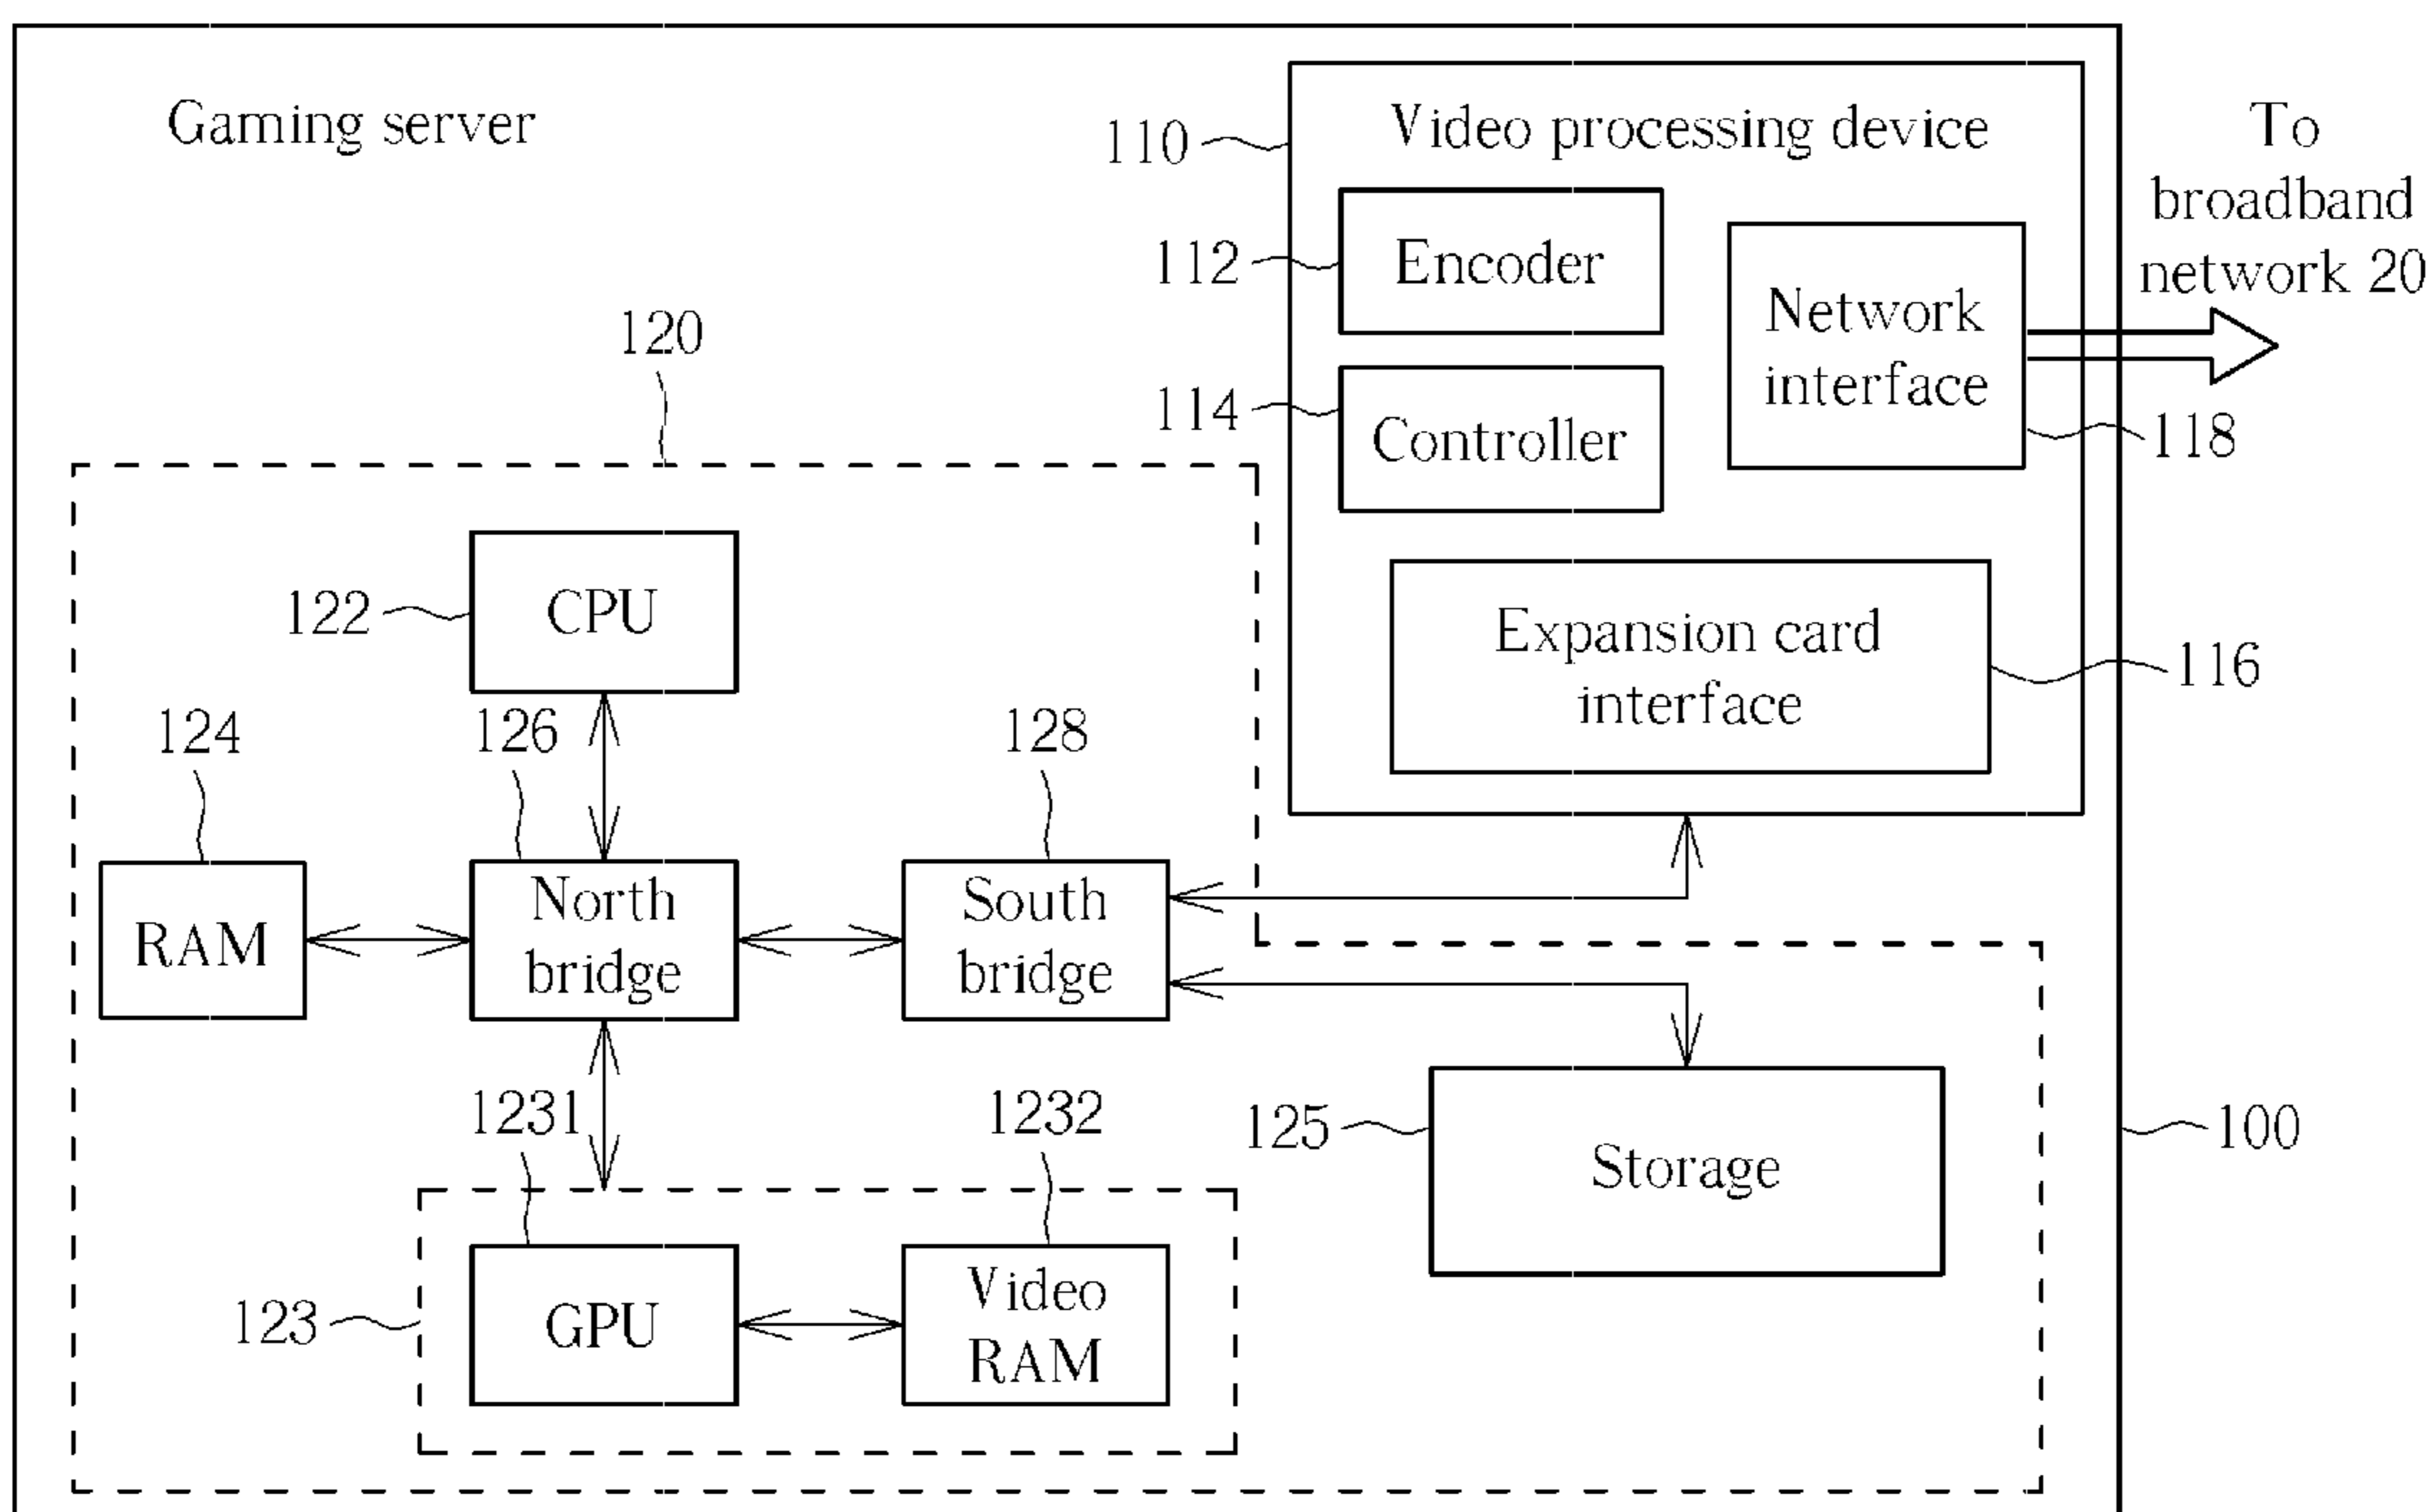 Gaming server
110
Video processing device
To
broadband
network 20
112
Encoder
Network
interface
114
Controller
118
120
122
CPU
Expansion card
interface
116
124
126
128
RAM
North
bridge
South
bridge
1231
1232
125
Storage
100
123
GPU
Video
RAM